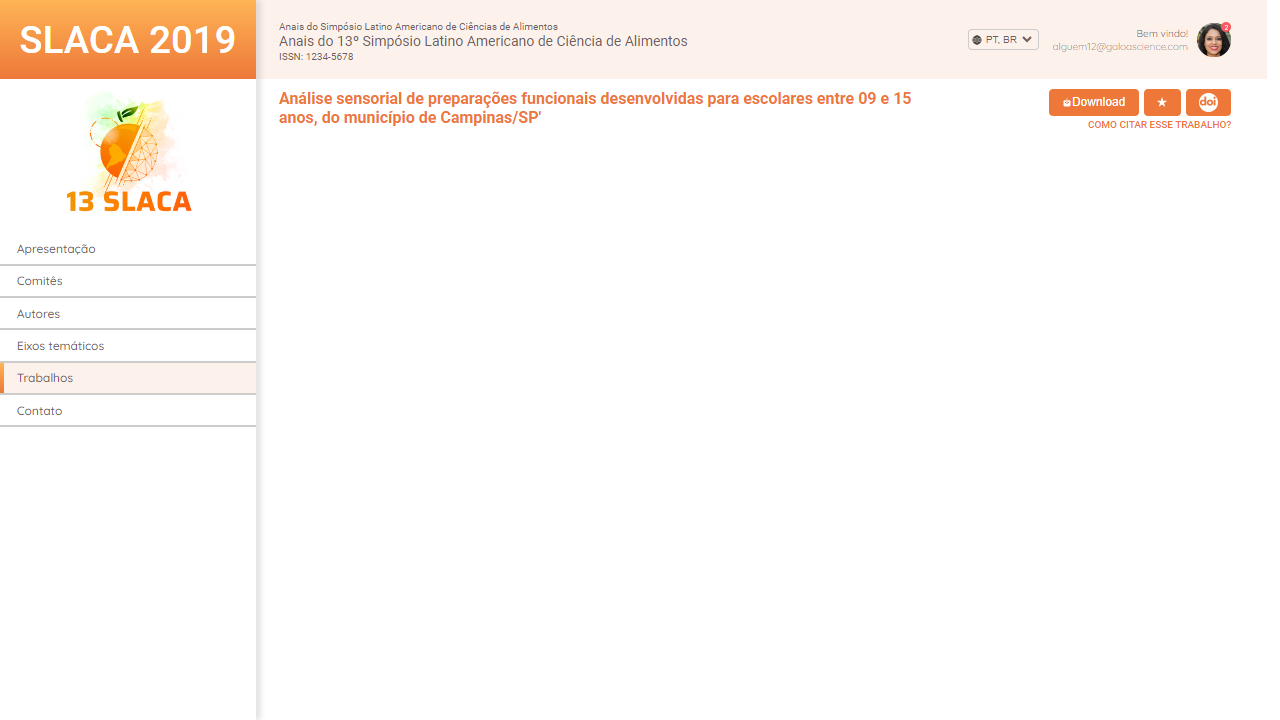 SLACA 2019
Anais do Simpósio Latino Americano de Ciências de Alimentos
Anais do 13º Simpósio Latino Americano de Ciência de Alimentos
ISSN: 1234-5678
PT, BR
Bem vindo!
alguem12@galoascience.com
2
13 SLACA
Apresentação
Comitês
Autores
Eixos temáticos
Trabalhos
Contato
Análise sensorial de preparações funcionais desenvolvidas para escolares entre 09 e 15
anos, do município de Campinas/SP'
Download
doi
COMO CITAR ESSE TRABALHO?